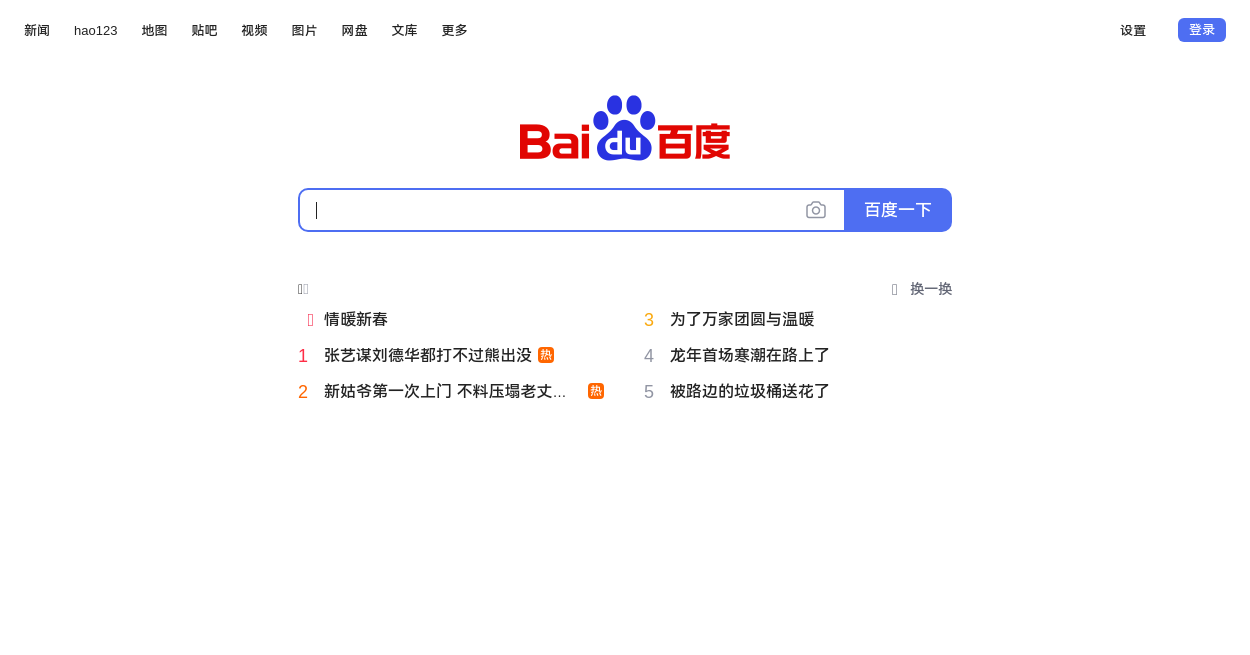 新闻 hao123 地图 贴吧 视频 图片 网盘 文库 更多 设置 登录
Bai du 百度
百度一下
换一换
情暖新春
3 为了万家团圆与温暖
1 张艺谋刘德华都打不过熊出没 热
4 龙年首场寒潮在路上了
2 新姑爷第一次上门 不料压塌老丈... 热
5 被路边的垃圾桶送花了